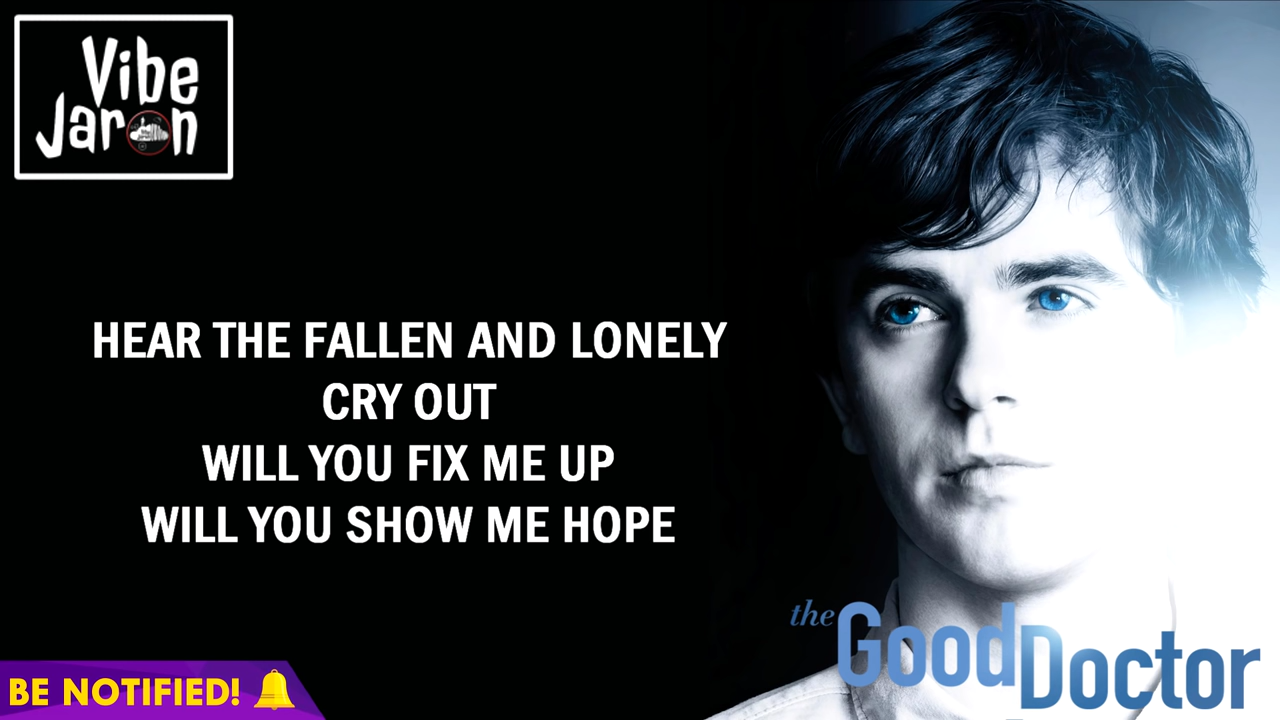 Vibe
Jaron
HEAR THE FALLEN AND LONELY
CRY OUT
WILL YOU FIX ME UP
WILL YOU SHOW ME HOPE
the Good Doctor
BE NOTIFIED!